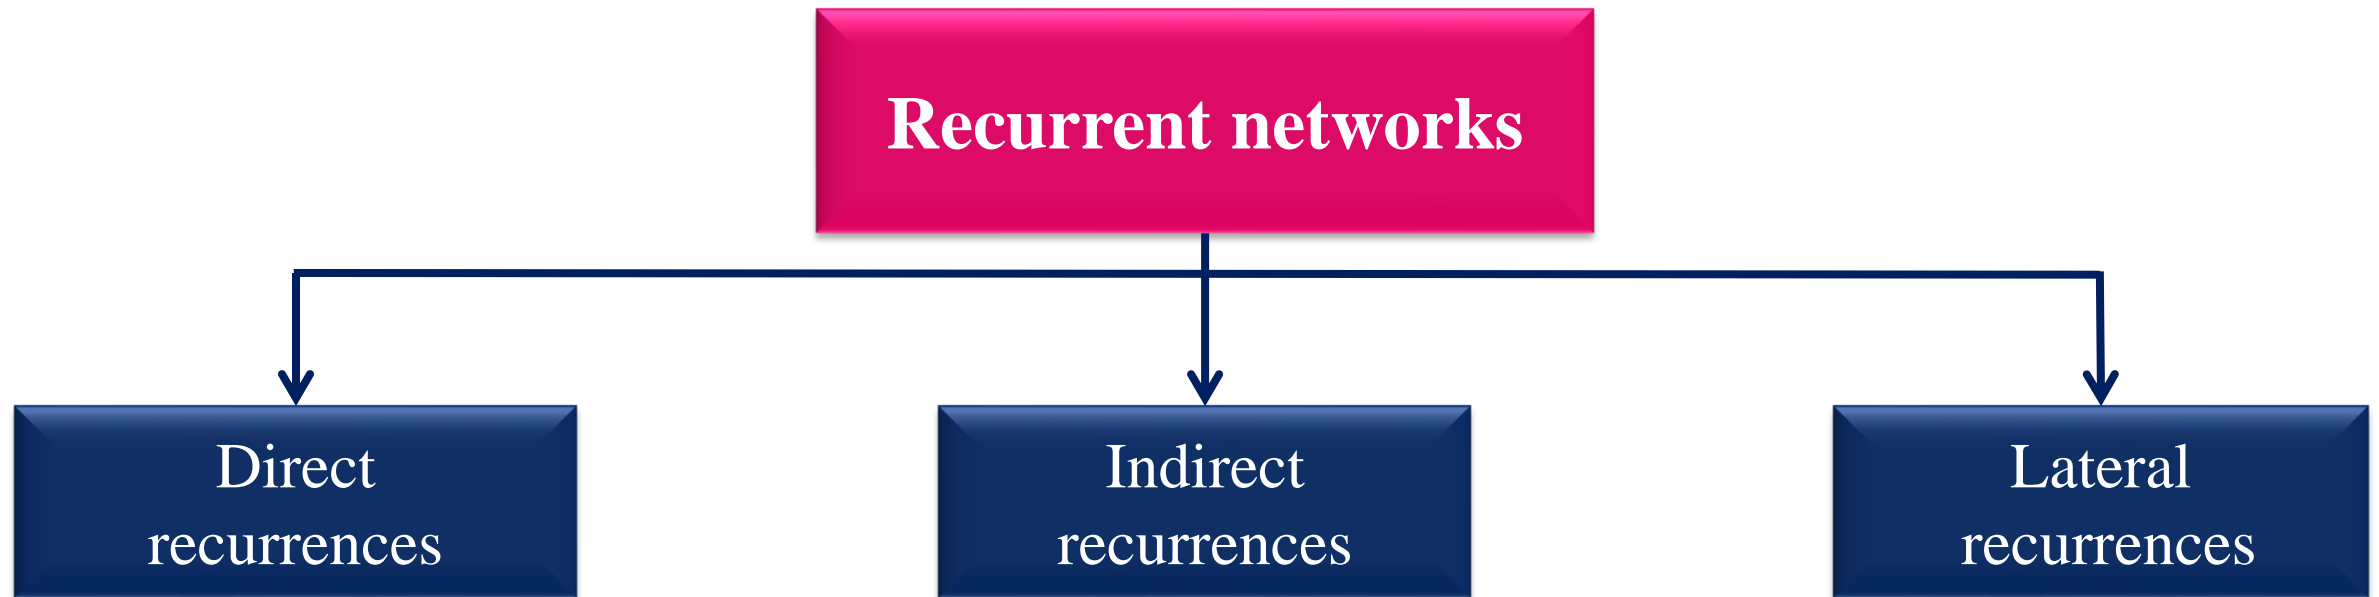 Recurrent networks
Direct
recurrences
Indirect
recurrences
Lateral
recurrences